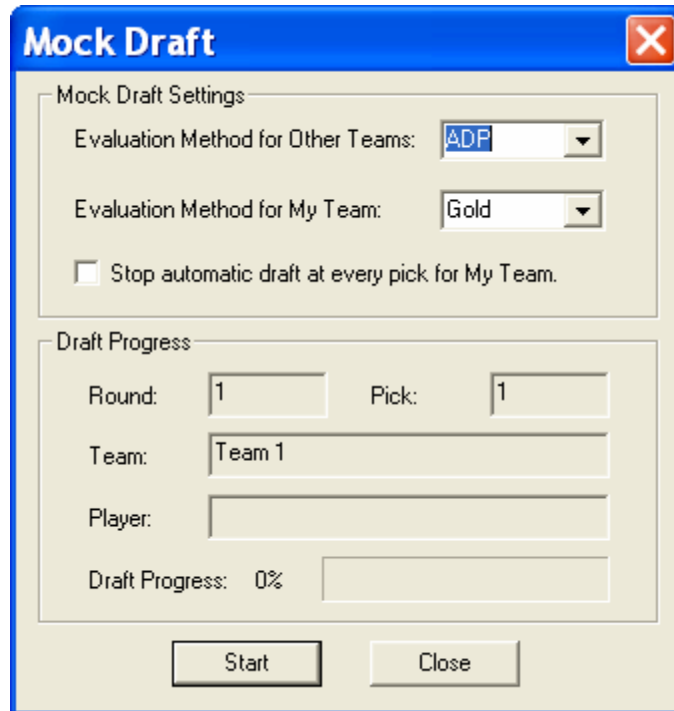 Mock Draft
Mock Draft Settings
Evaluation Method for Other Teams: ADP
Evaluation Method for My Team: Gold
Stop automatic draft at every pick for My Team.
Draft Progress
Round: 1 Pick: 1
Team: Team 1
Player:
Draft Progress: 0%
Start Close